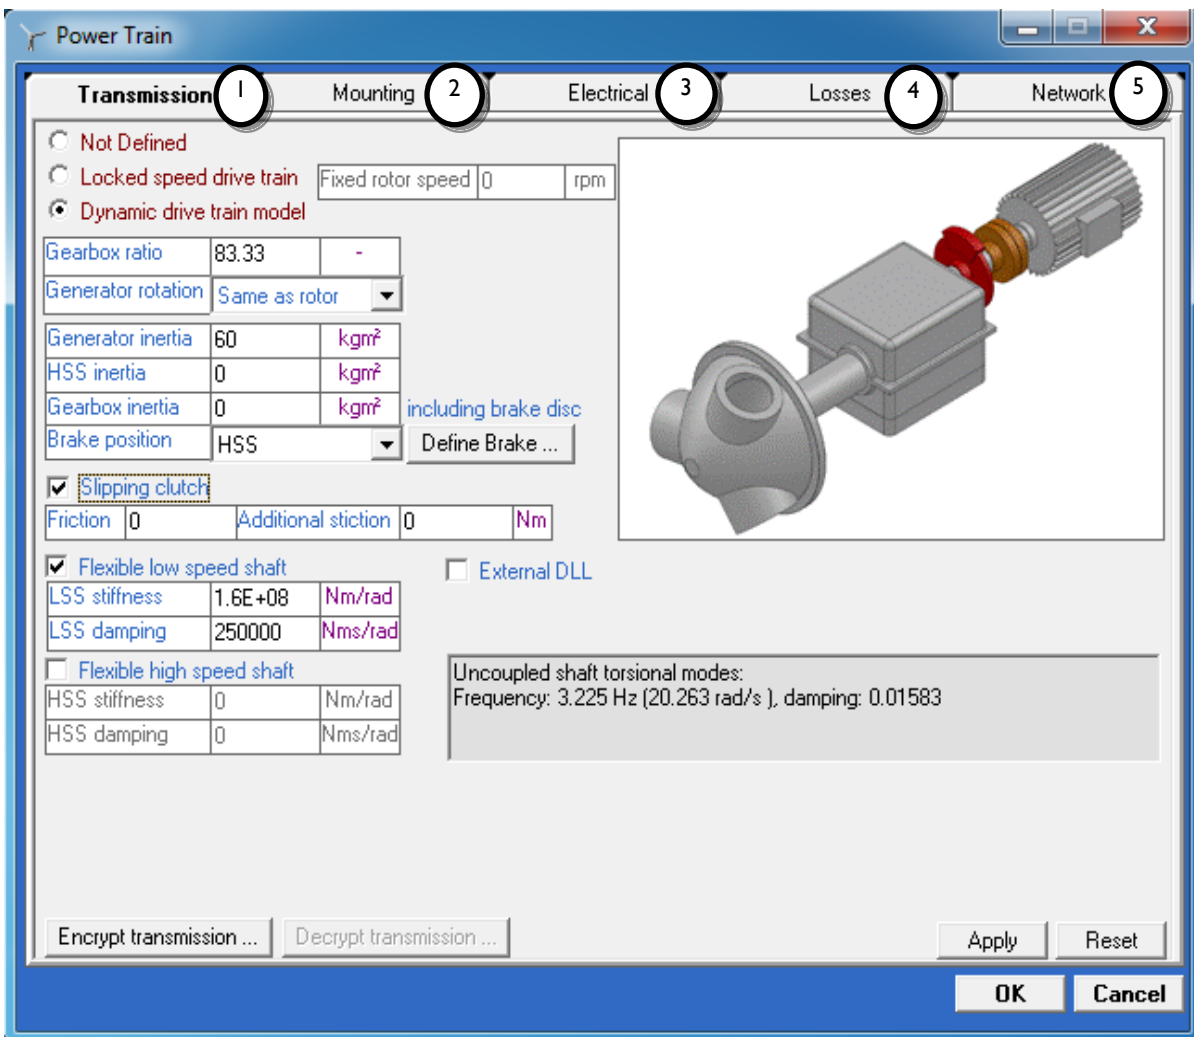 Power Train
Transmission 1 Mounting 2 Electrical 3 Losses 4 Network 5
Not Defined
Locked speed drive train Fixed rotor speed 0 rpm
Dynamic drive train model
Gearbox ratio 83.33 -
Generator rotation Same as rotor
Generator inertia 60 kgm²
HSS inertia 0 kgm²
Gearbox inertia 0 kgm² including brake disc
Brake position HSS Define Brake ...
Slipping clutch
Friction 0 Additional stiction 0 Nm
Flexible low speed shaft External DLL
LSS stiffness 1.6E+08 Nm/rad
LSS damping 250000 Nms/rad
Flexible high speed shaft
HSS stiffness 0 Nm/rad
HSS damping 0 Nms/rad
Uncoupled shaft torsional modes:
Frequency: 3.225 Hz (20.263 rad/s ), damping: 0.01583
Encrypt transmission ... Decrypt transmission ... Apply Reset
OK Cancel